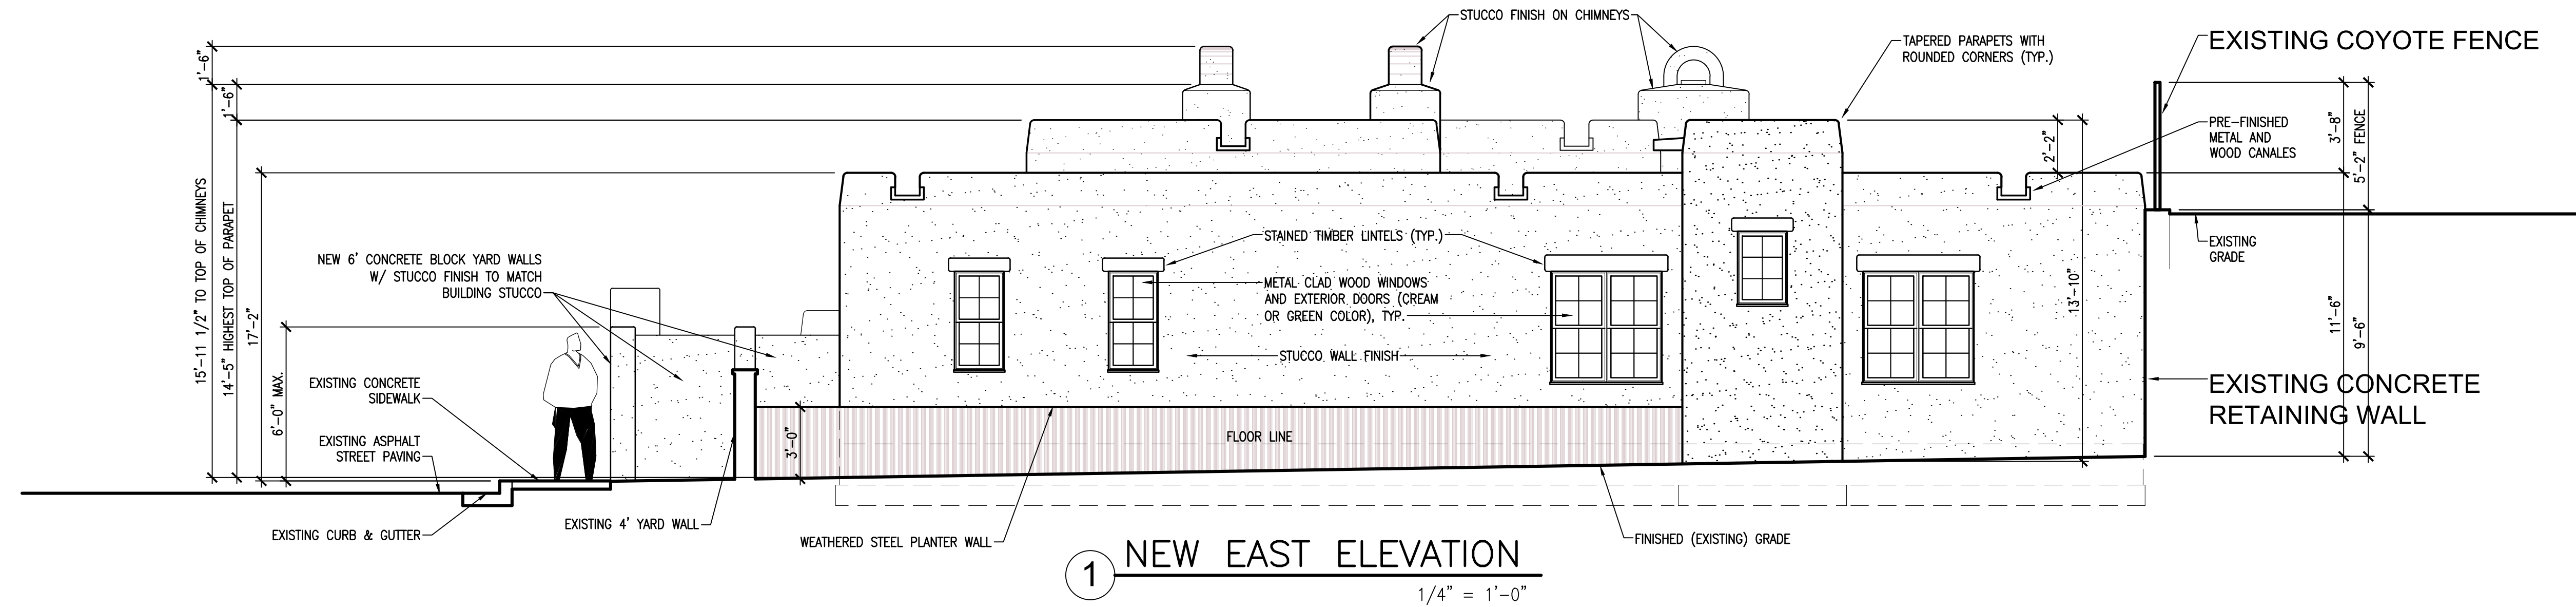 STUCCO FINISH ON CHIMNEYS
TAPERED PARAPETS WITH
ROUNDED CORNERS (TYP.)
EXISTING COYOTE FENCE
1'-6"
1'-6"
15'-11 1/2" TO TOP OF CHIMNEYS
14'-5" HIGHEST TOP OF PARAPET
17'-2"
6'-0" MAX.
PRE-FINISHED
METAL AND
WOOD CANALES
2'-2"
3'-8"
5'-2" FENCE
NEW 6' CONCRETE BLOCK YARD WALLS
W/ STUCCO FINISH TO MATCH
BUILDING STUCCO
STAINED TIMBER LINTELS (TYP.)
METAL CLAD WOOD WINDOWS
AND EXTERIOR DOORS (CREAM
OR GREEN COLOR), TYP.
STUCCO WALL FINISH
EXISTING
GRADE
13'-10"
11'-6"
9'-6"
EXISTING CONCRETE
SIDEWALK
EXISTING ASPHALT
STREET PAVING
EXISTING CONCRETE
RETAINING WALL
3'-0"
FLOOR LINE
EXISTING CURB & GUTTER
EXISTING 4' YARD WALL
WEATHERED STEEL PLANTER WALL
FINISHED (EXISTING) GRADE
1 NEW EAST ELEVATION
1/4" = 1'-0"